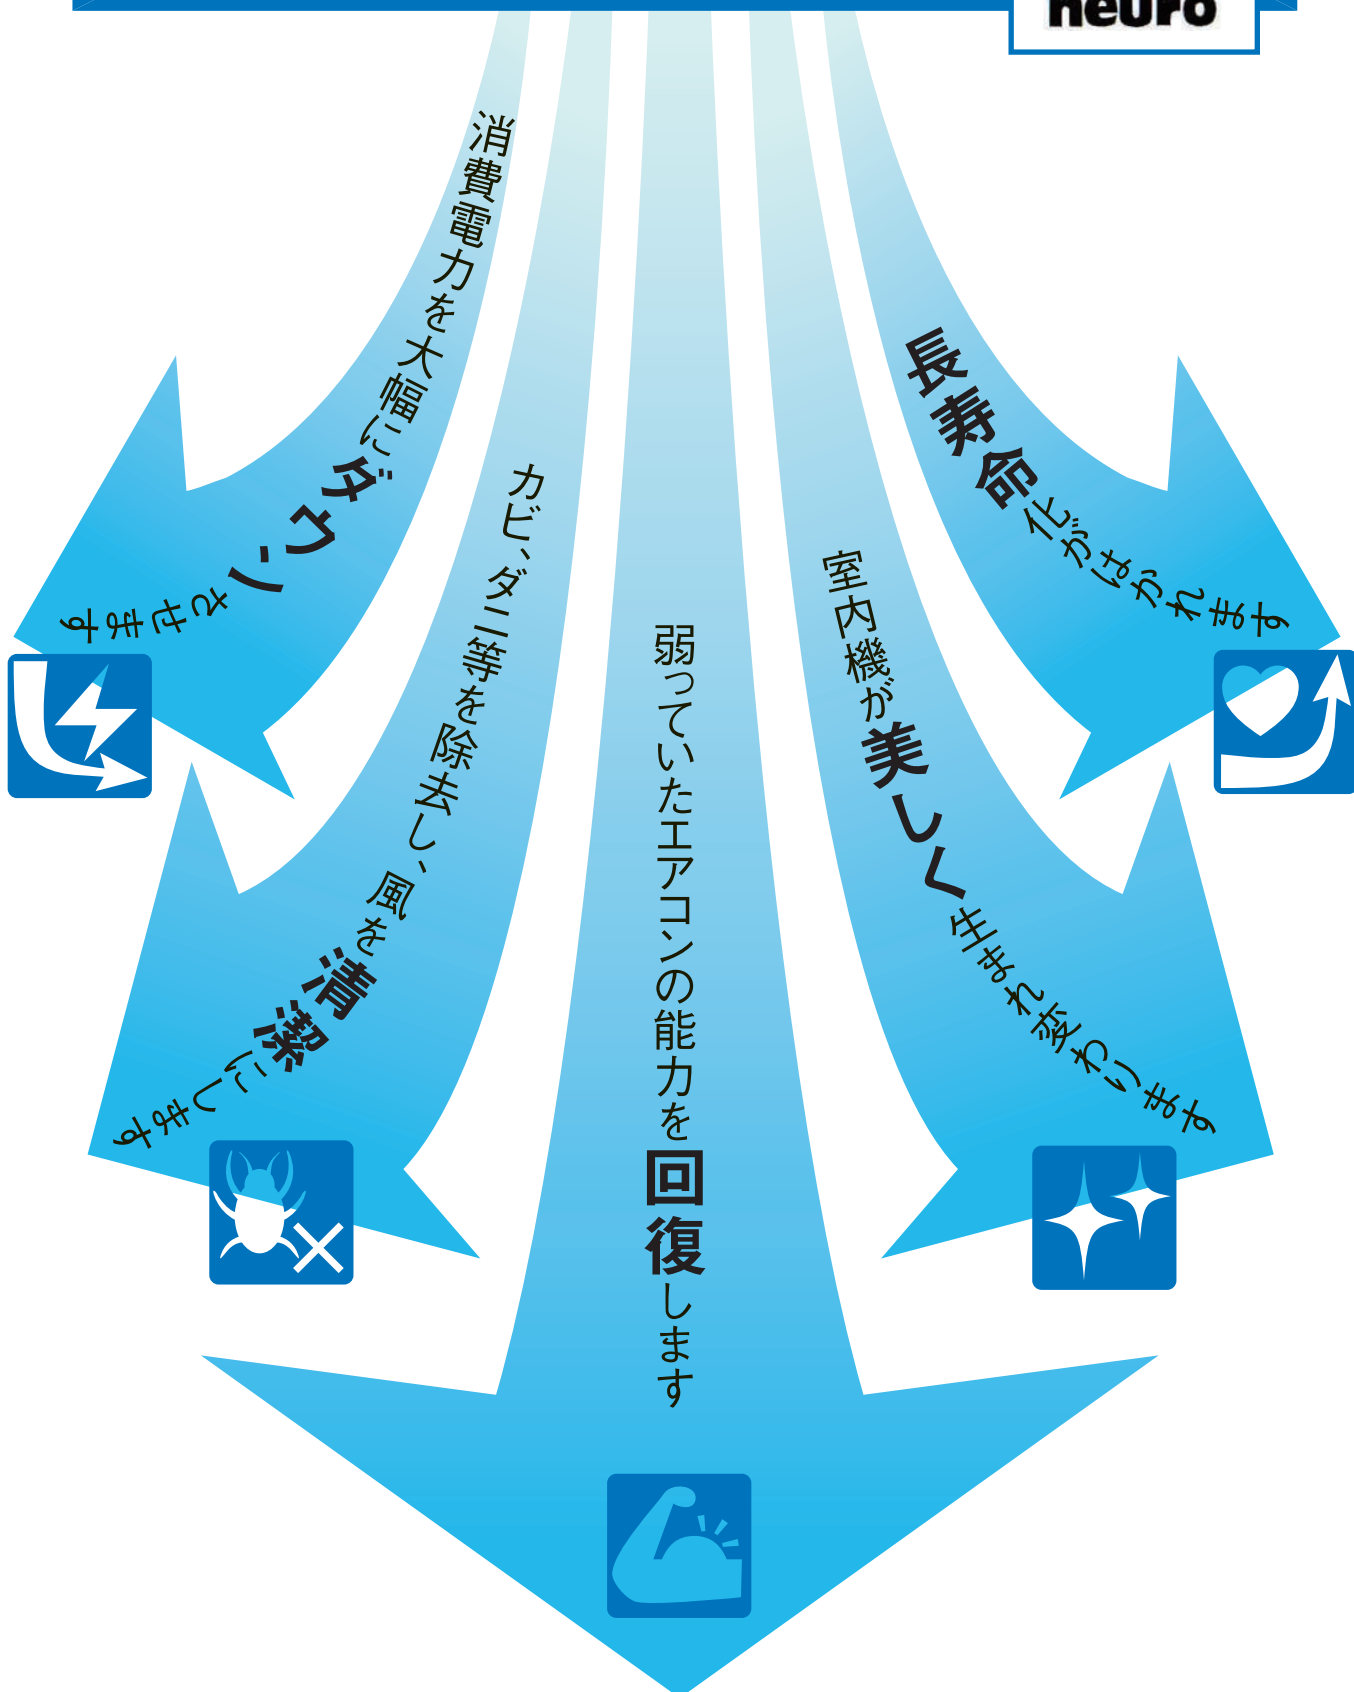 neuro
消費電力を大幅にダウンさせます
カビ、ダニ等を除去し、風を清潔にします
弱っていたエアコンの能力を回復します
室内機が美しく生まれ変わります
長寿命化がはかれます